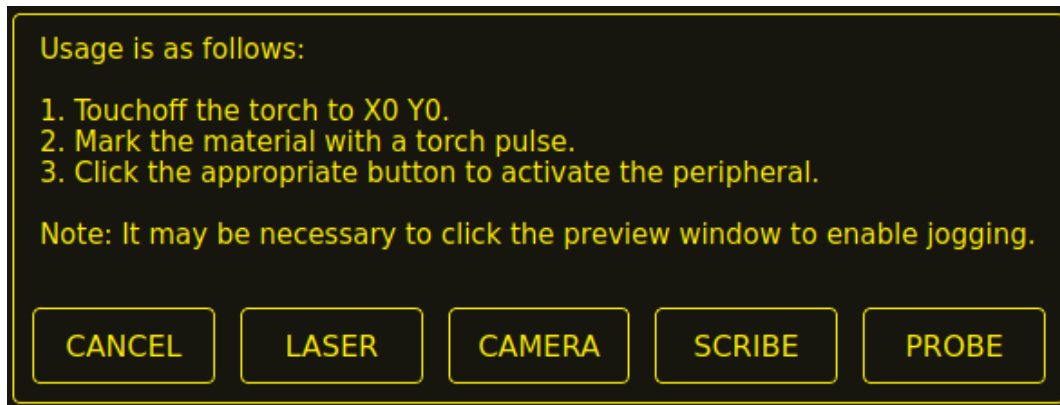 Usage is as follows:
1. Touchoff the torch to X0 Y0.
2. Mark the material with a torch pulse.
3. Click the appropriate button to activate the peripheral.
Note: It may be necessary to click the preview window to enable jogging.
CANCEL LASER CAMERA SCRIBE PROBE